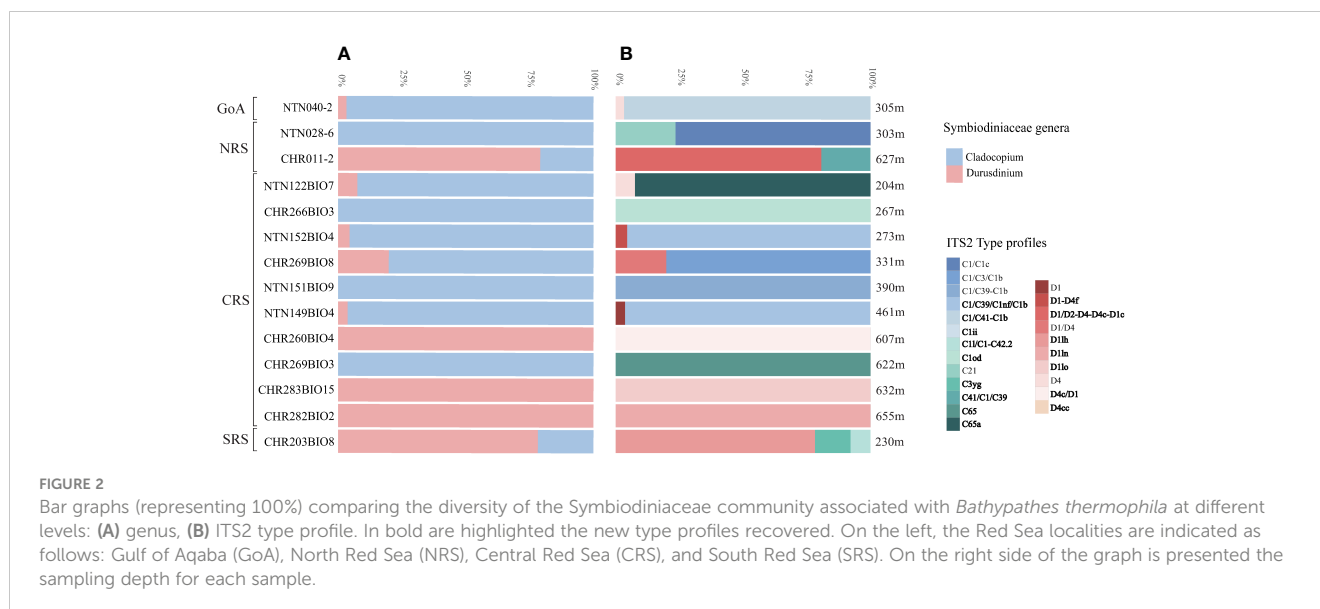 A
B
0%
25%
50%
75%
100%
0%
25%
50%
75%
100%
GoA
NTN040-2
305m
NRS
NTN028-6
303m
CHR011-2
627m
CRS
NTN122BIO7
204m
CHR266BIO3
267m
NTN152BIO4
273m
CHR269BIO8
331m
NTN151BIO9
390m
NTN149BIO4
461m
CHR260BIO4
607m
CHR269BIO3
622m
CHR283BIO15
632m
CHR282BIO2
655m
SRS
CHR203BIO8
230m
Symbiodiniaceae genera
Cladocopium
Durusdinium
ITS2 Type profiles
C1/C1c
C1/C3/C1b
C1/C39-C1b
C1/C39/C1nf/C1b
C1/C41-C1b
C1ii
C1l/C1-C42.2
C1od
C21
C3yg
C41/C1/C39
C65
C65a
D1
D1-D4f
D1/D2-D4-D4c-D1c
D1/D4
D1lh
D1ln
D1lo
D4
D4c/D1
D4cc
FIGURE 2
Bar graphs (representing 100%) comparing the diversity of the Symbiodiniaceae community associated with Bathypathes thermophila at different
levels: (A) genus, (B) ITS2 type profile. In bold are highlighted the new type profiles recovered. On the left, the Red Sea localities are indicated as
follows: Gulf of Aqaba (GoA), North Red Sea (NRS), Central Red Sea (CRS), and South Red Sea (SRS). On the right side of the graph is presented the
sampling depth for each sample.